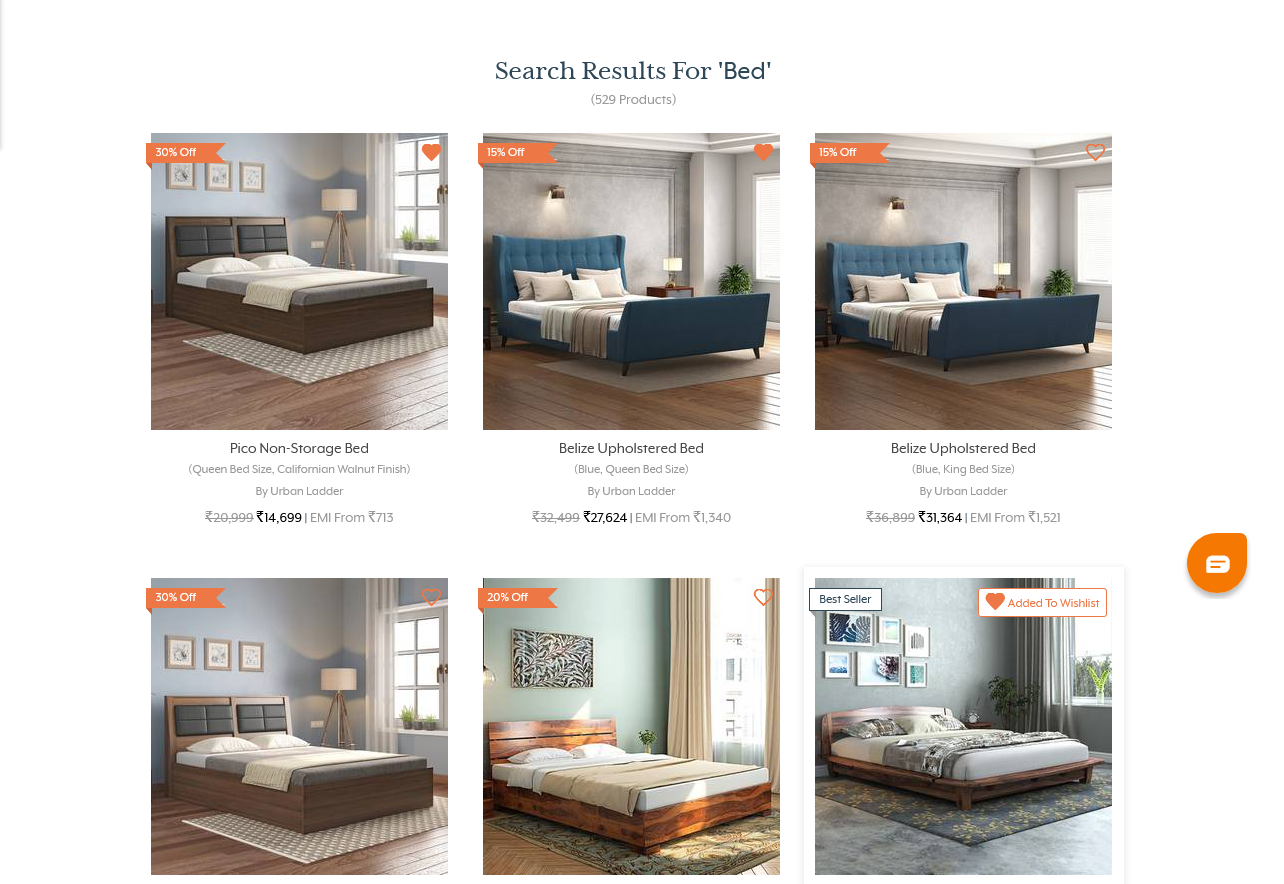 Search Results For 'Bed'
(529 Products)
30% Off
15% Off
15% Off
Pico Non-Storage Bed
(Queen Bed Size, Californian Walnut Finish)
By Urban Ladder
₹20,999 ₹14,699 | EMI From ₹713
Belize Upholstered Bed
(Blue, Queen Bed Size)
By Urban Ladder
₹32,499 ₹27,624 | EMI From ₹1,340
Belize Upholstered Bed
(Blue, King Bed Size)
By Urban Ladder
₹36,899 ₹31,364 | EMI From ₹1,521
30% Off
20% Off
Best Seller
Added To Wishlist